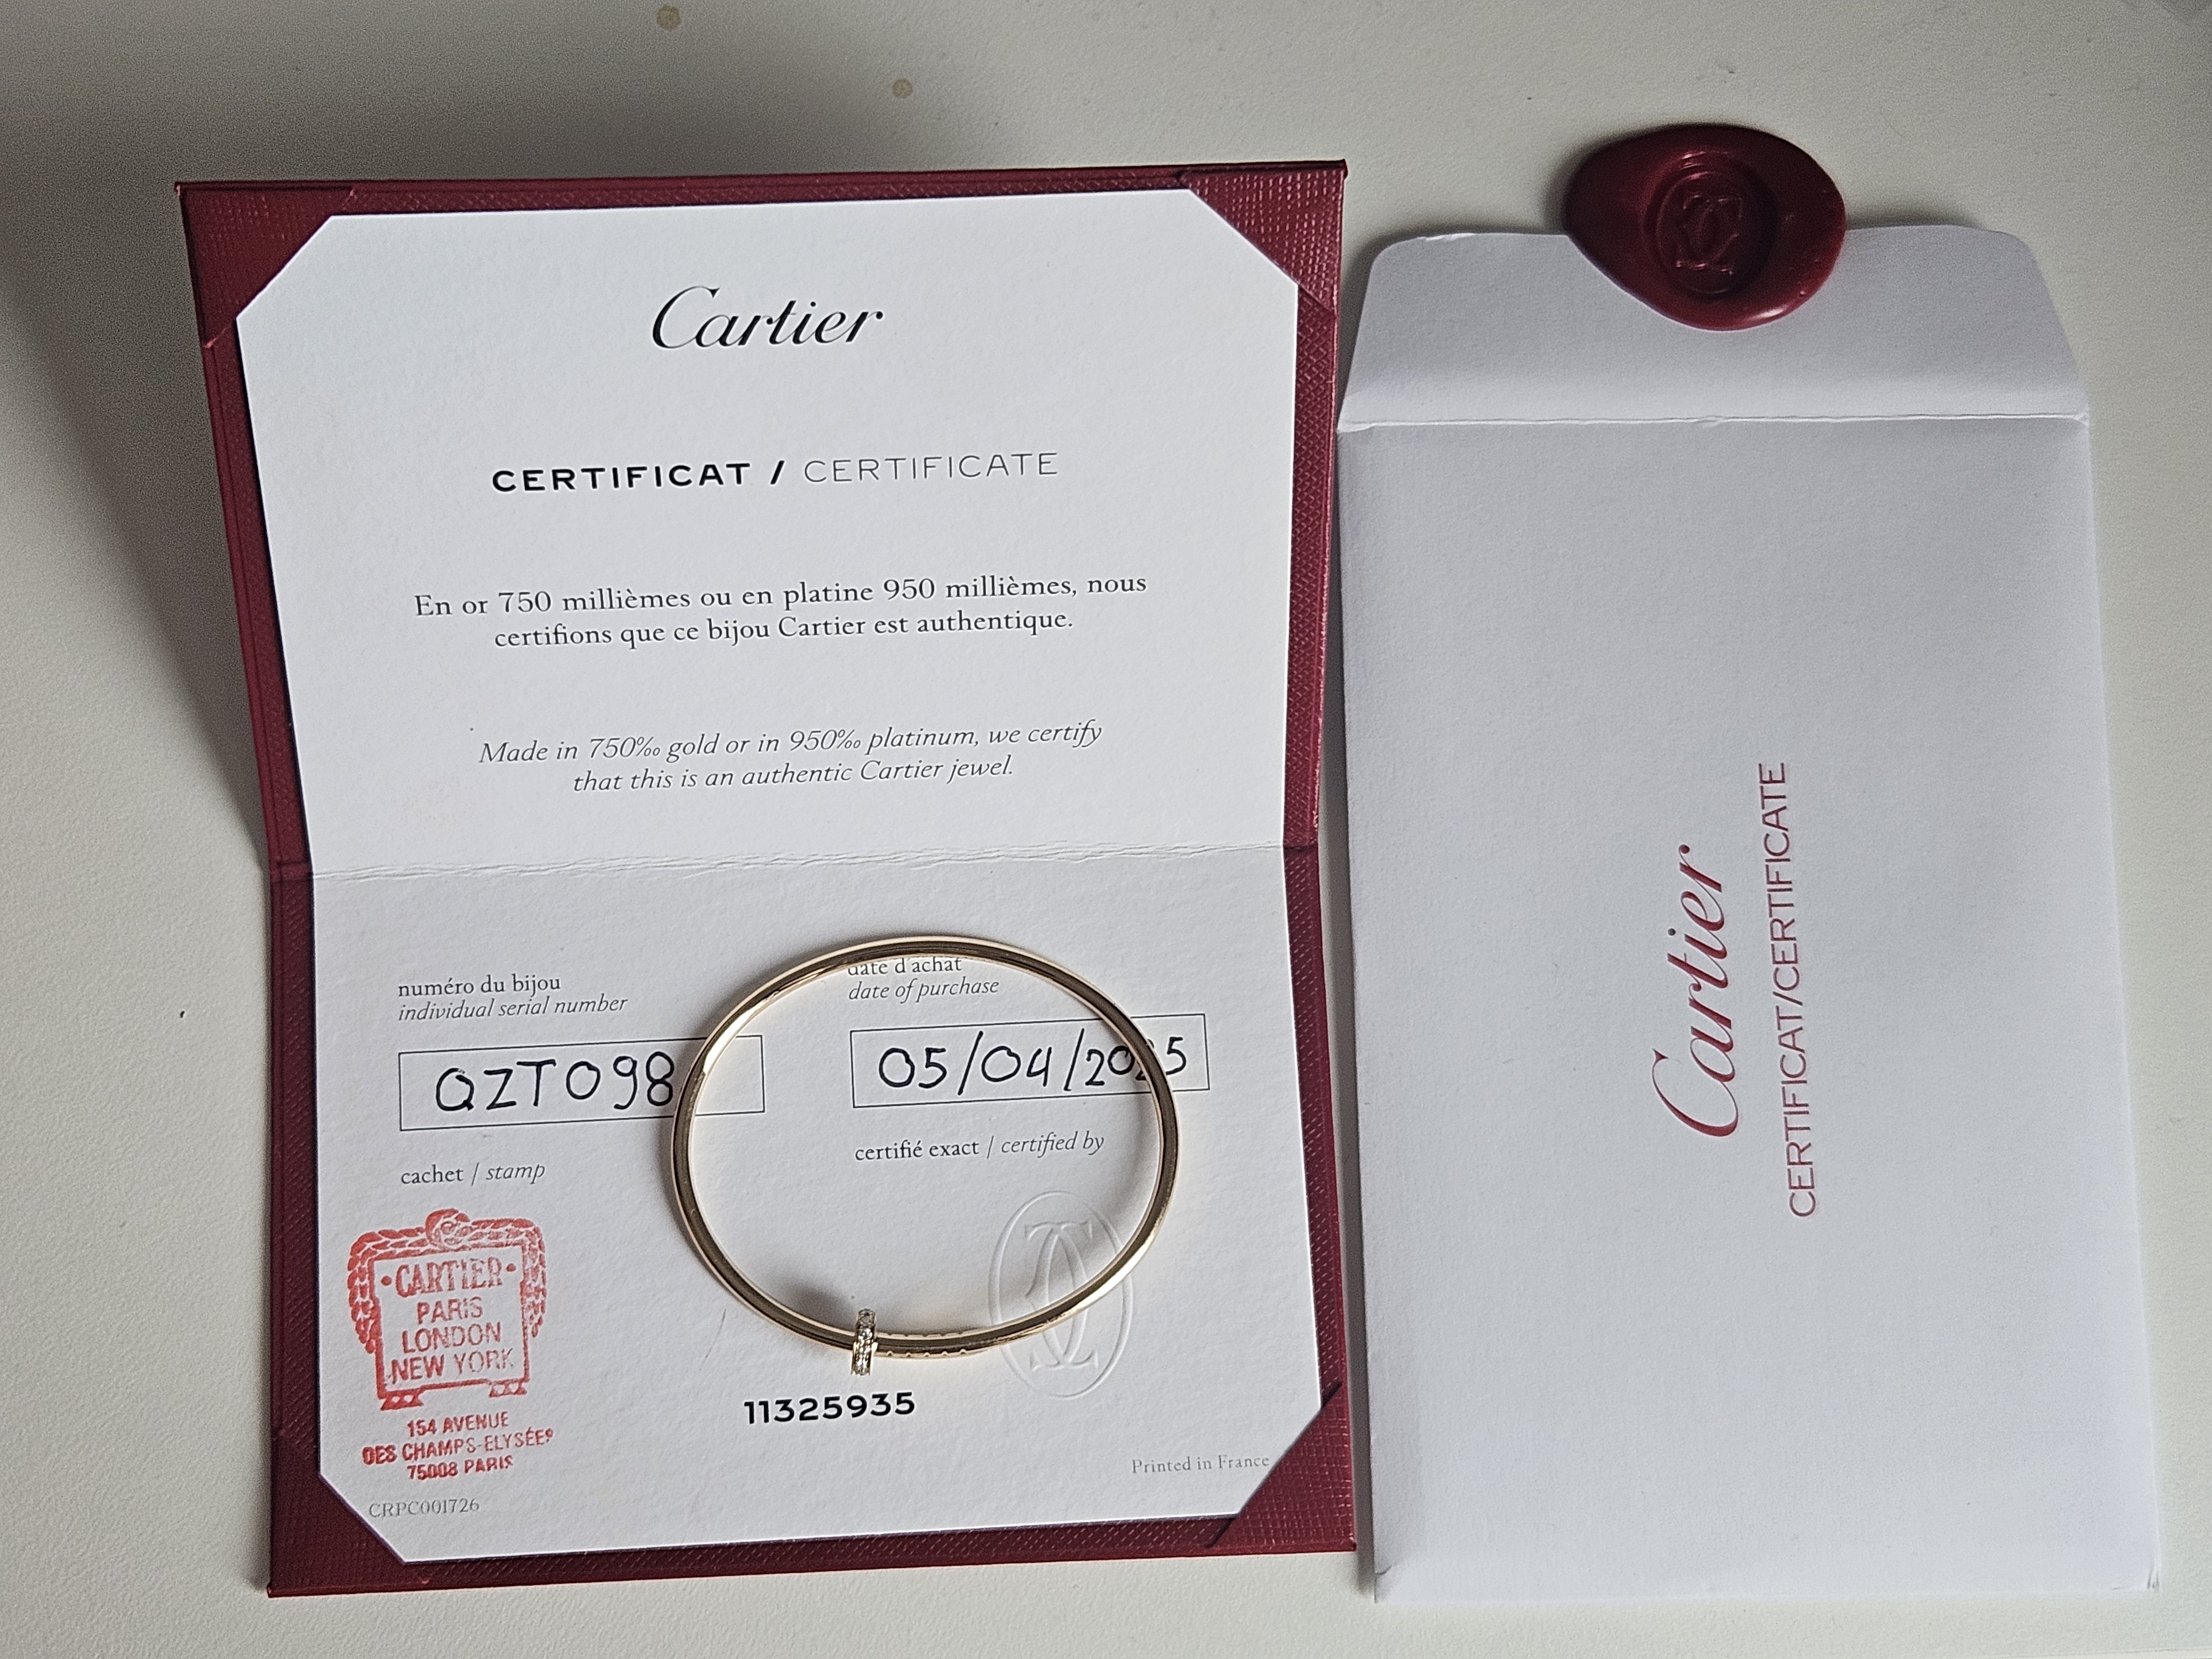 Cartier
CERTIFICAT / CERTIFICATE
En or 750 millièmes ou en platine 950 millièmes, nous
certifions que ce bijou Cartier est authentique.
Made in 750‰ gold or in 950‰ platinum, we certify
that this is an authentic Cartier jewel.
numéro du bijou
individual serial number
QZT098
date d'achat
date of purchase
05/04/2025
cachet / stamp
certifié exact / certified by
•CARTIER•
PARIS
LONDON
NEW YORK
154 AVENUE
DES CHAMPS-ELYSÉES
75008 PARIS
11325935
CRPC001726
Printed in France
Cartier
CERTIFICAT/CERTIFICATE